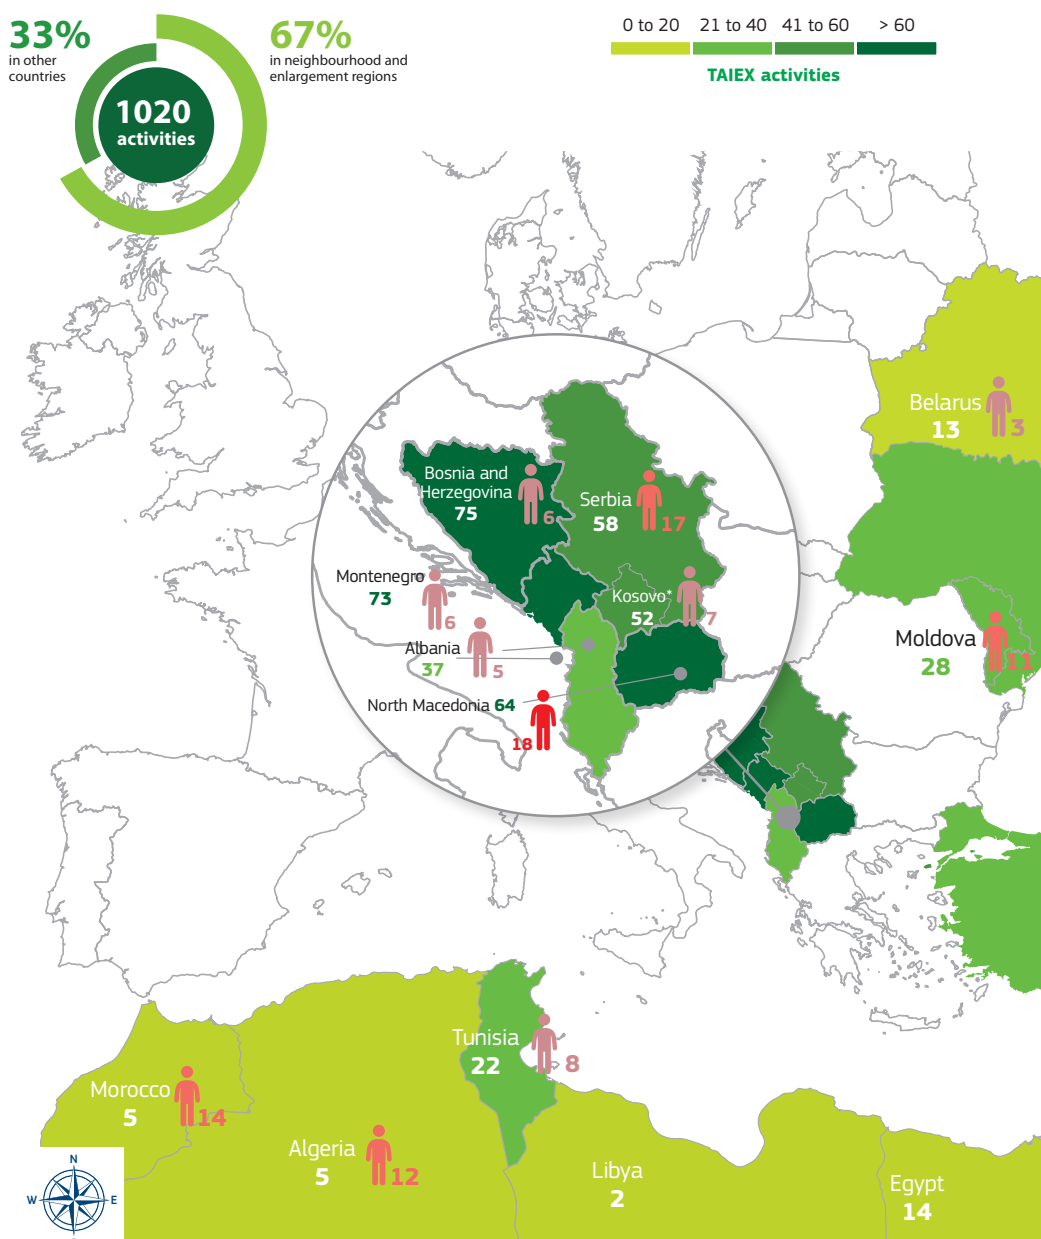 33%
in other
countries
67%
in neighbourhood and
enlargement regions
1020
activities
0 to 20
21 to 40
41 to 60
> 60
TAIEX activities
Belarus
13
3
Bosnia and
Herzegovina
75
6
Serbia
58
17
Montenegro
73
6
Kosovo*
52
7
Albania
37
5
North Macedonia 64
18
Moldova
28
11
Tunisia
22
8
Morocco
5
14
Algeria
5
12
Libya
2
Egypt
14
N
W
E